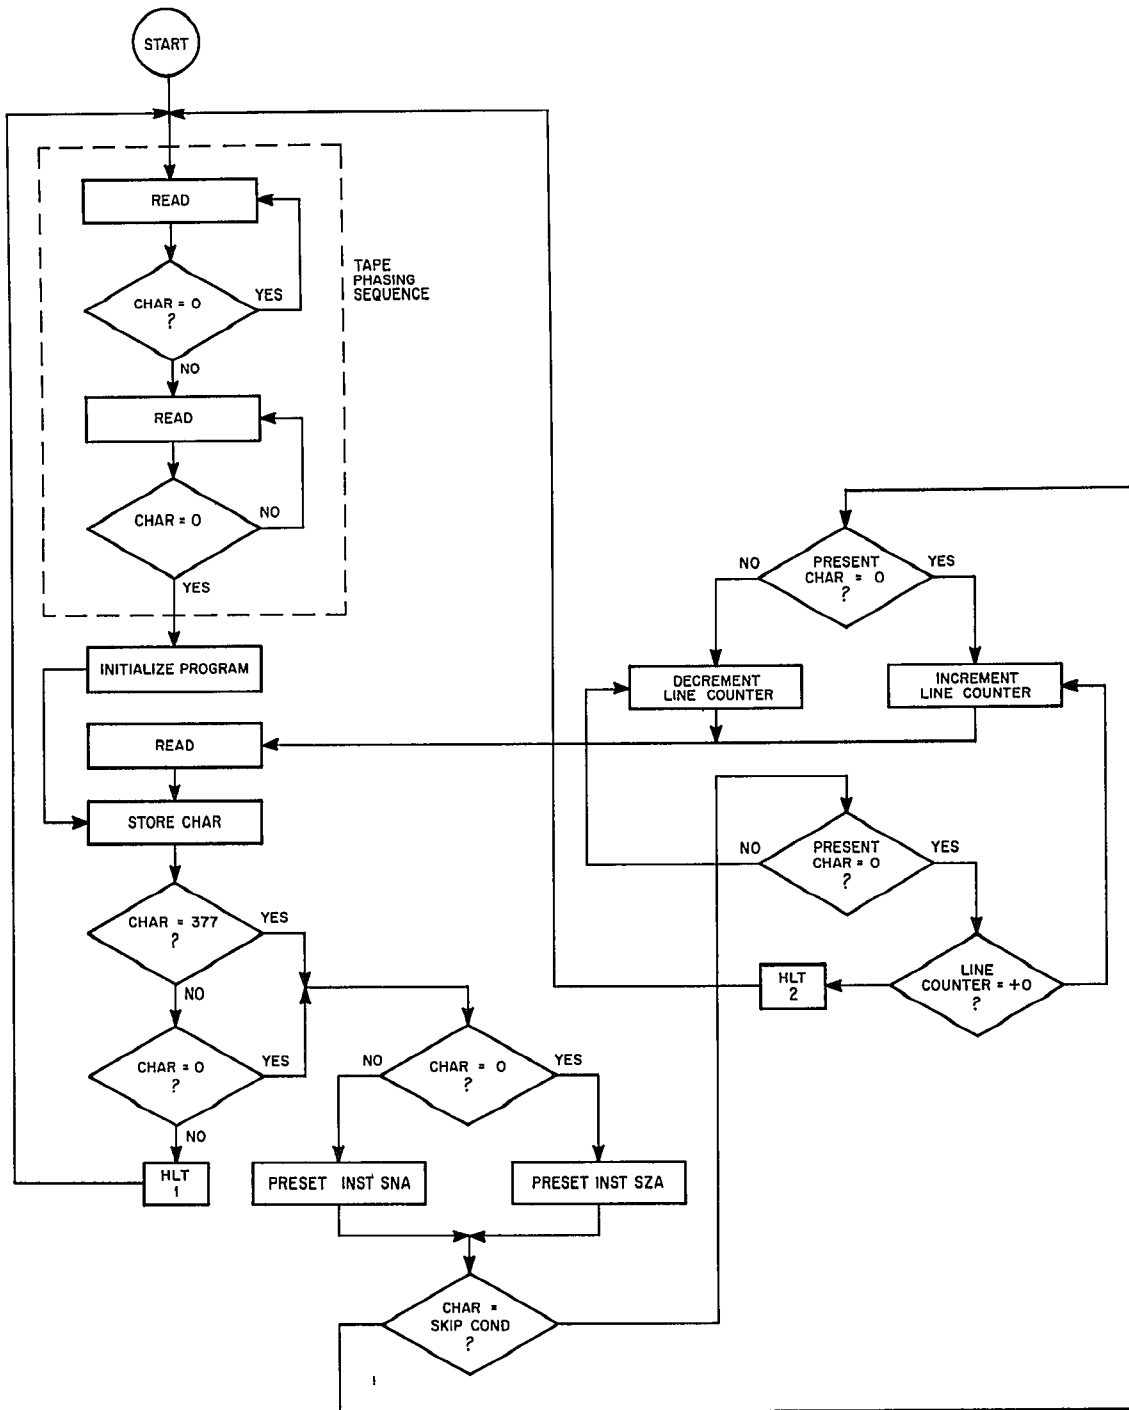 START
READ
CHAR = 0
?
YES
NO
TAPE
PHASING
SEQUENCE
READ
CHAR = 0
NO
YES
INITIALIZE PROGRAM
READ
STORE CHAR
CHAR = 377
?
YES
NO
CHAR = 0
?
YES
NO
HLT
1
CHAR = 0
?
NO
YES
PRESET INST SNA
PRESET INST SZA
CHAR =
SKIP COND
?
PRESENT
CHAR = 0
?
NO
YES
DECREMENT
LINE COUNTER
INCREMENT
LINE COUNTER
PRESENT
CHAR = 0
?
NO
YES
LINE
COUNTER = +0
?
HLT
2